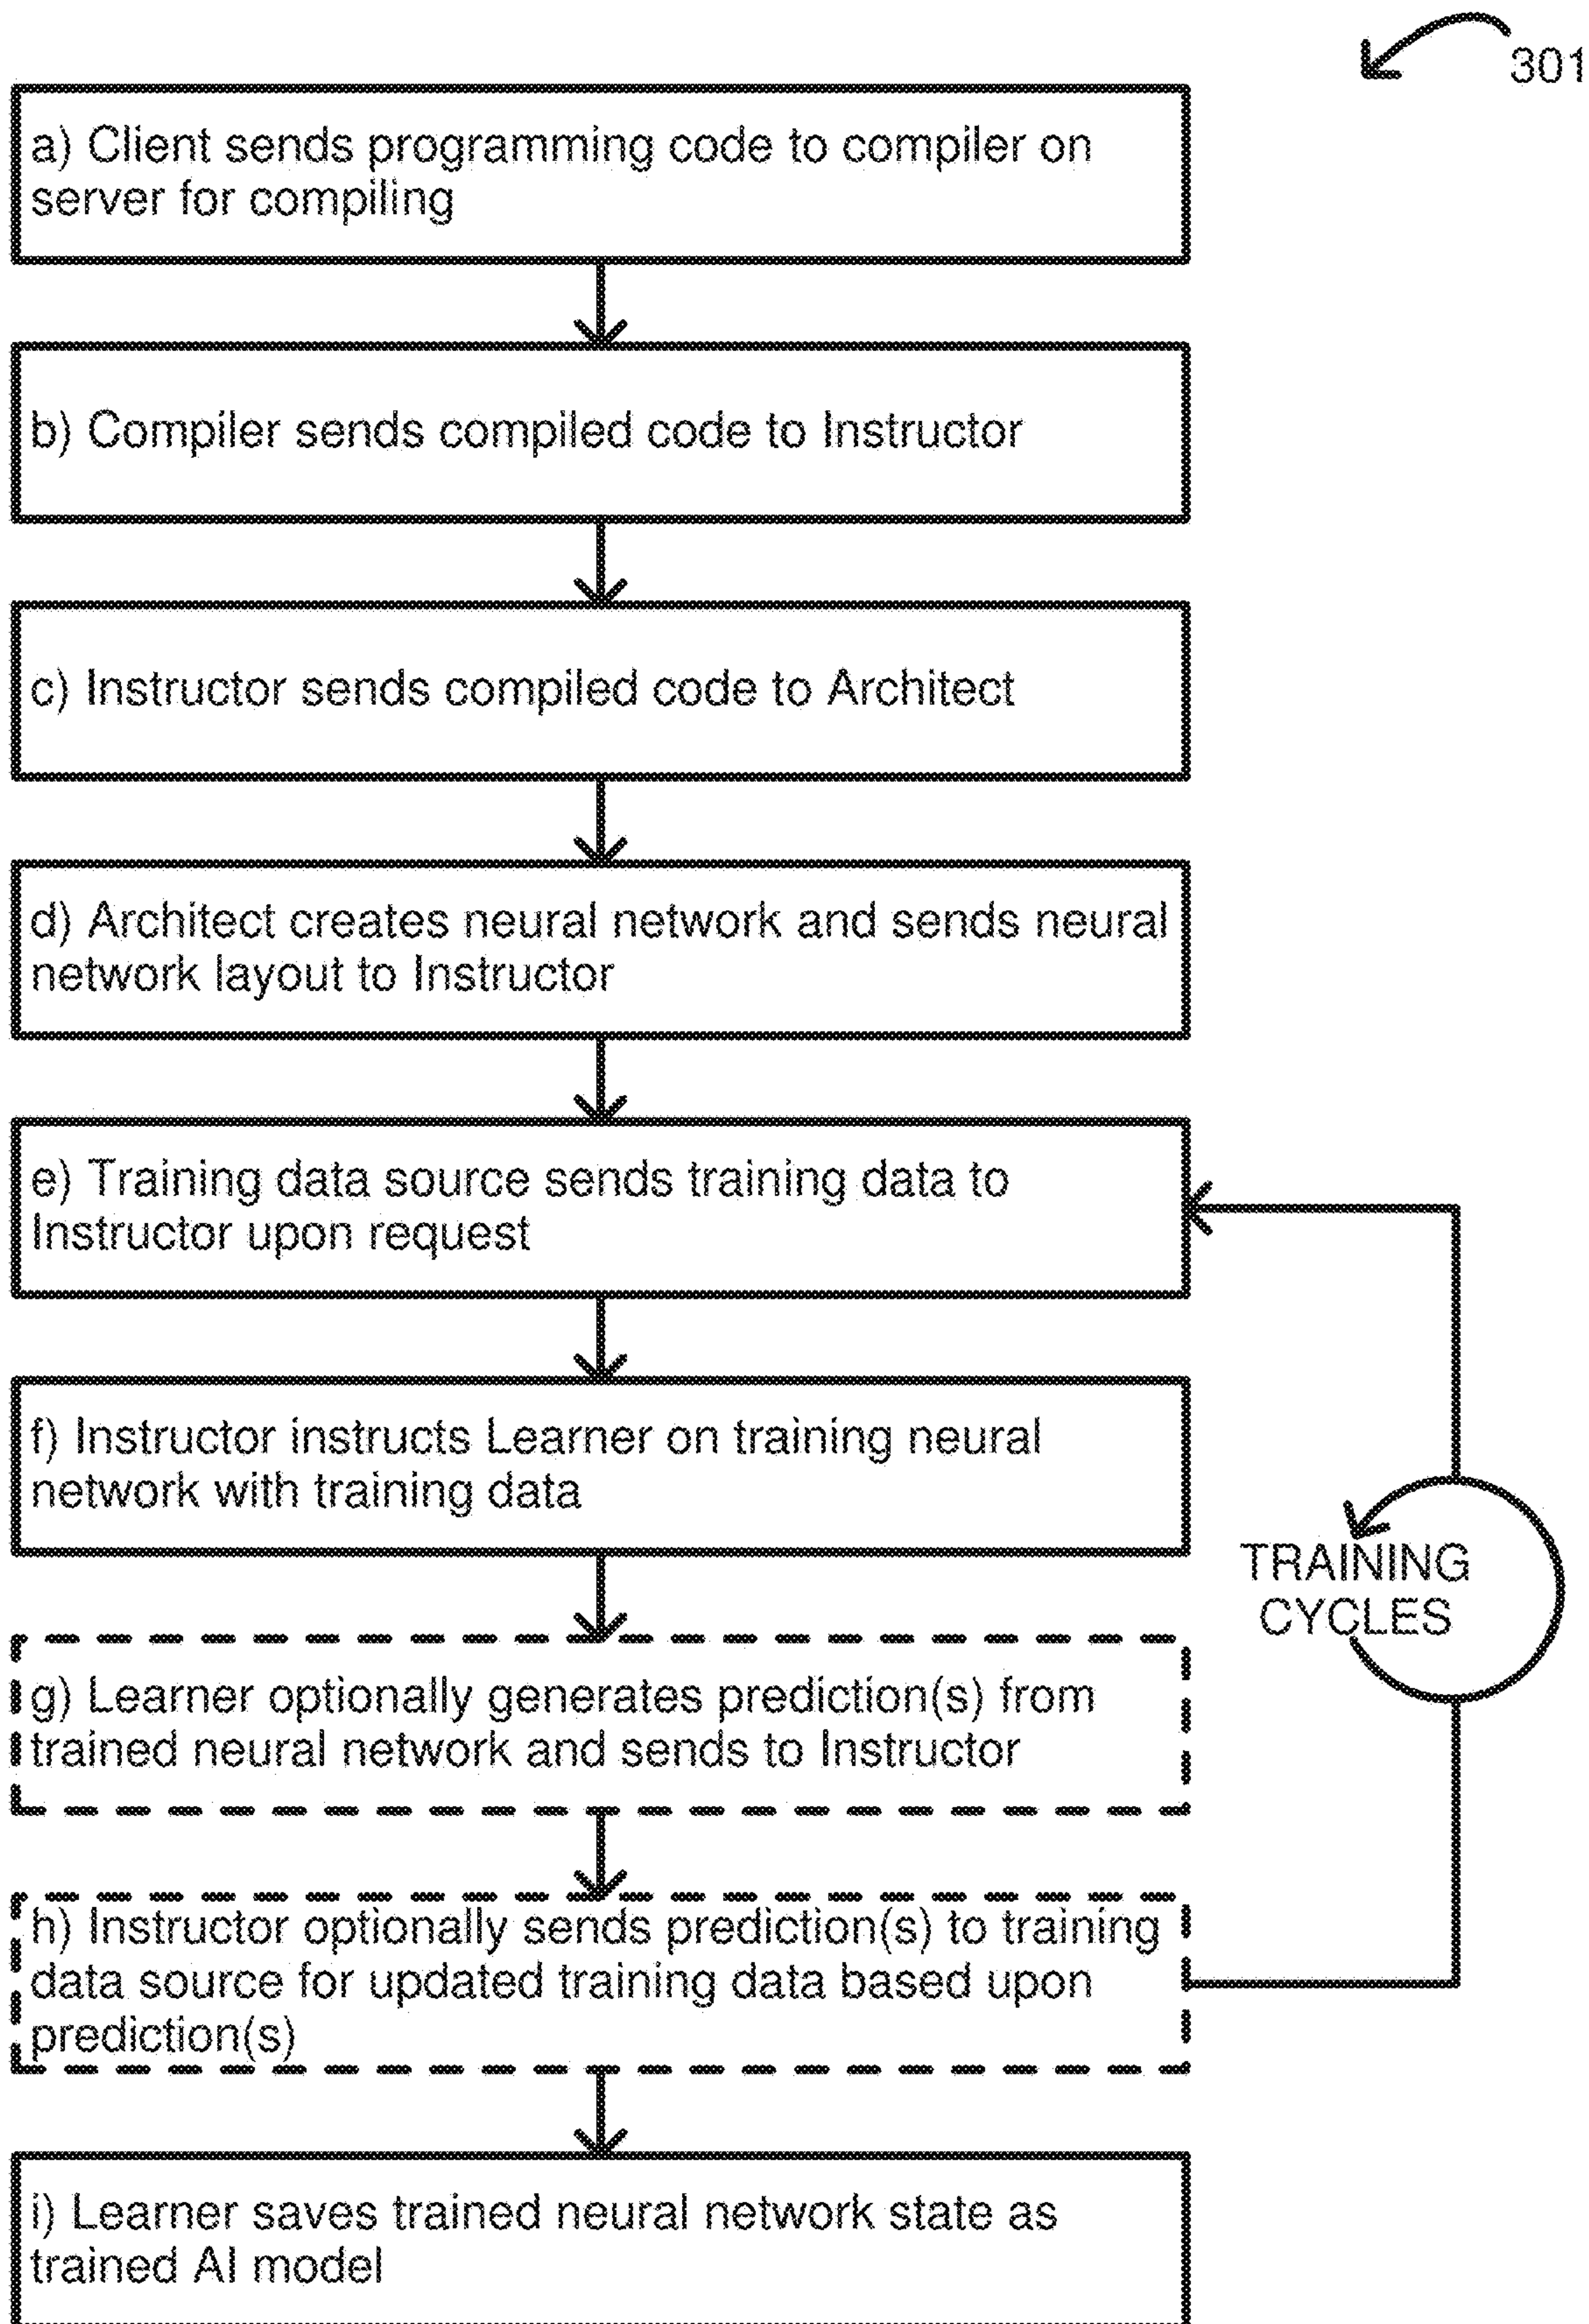 301
a) Client sends programming code to compiler on
server for compiling
b) Compiler sends compiled code to Instructor
c) Instructor sends compiled code to Architect
d) Architect creates neural network and sends neural
network layout to Instructor
e) Training data source sends training data to
Instructor upon request
f) Instructor instructs Learner on training neural
network with training data
TRAINING
CYCLES
g) Learner optionally generates prediction(s) from
trained neural network and sends to Instructor
h) Instructor optionally sends prediction(s) to training
data source for updated training data based upon
prediction(s)
i) Learner saves trained neural network state as
trained AI model